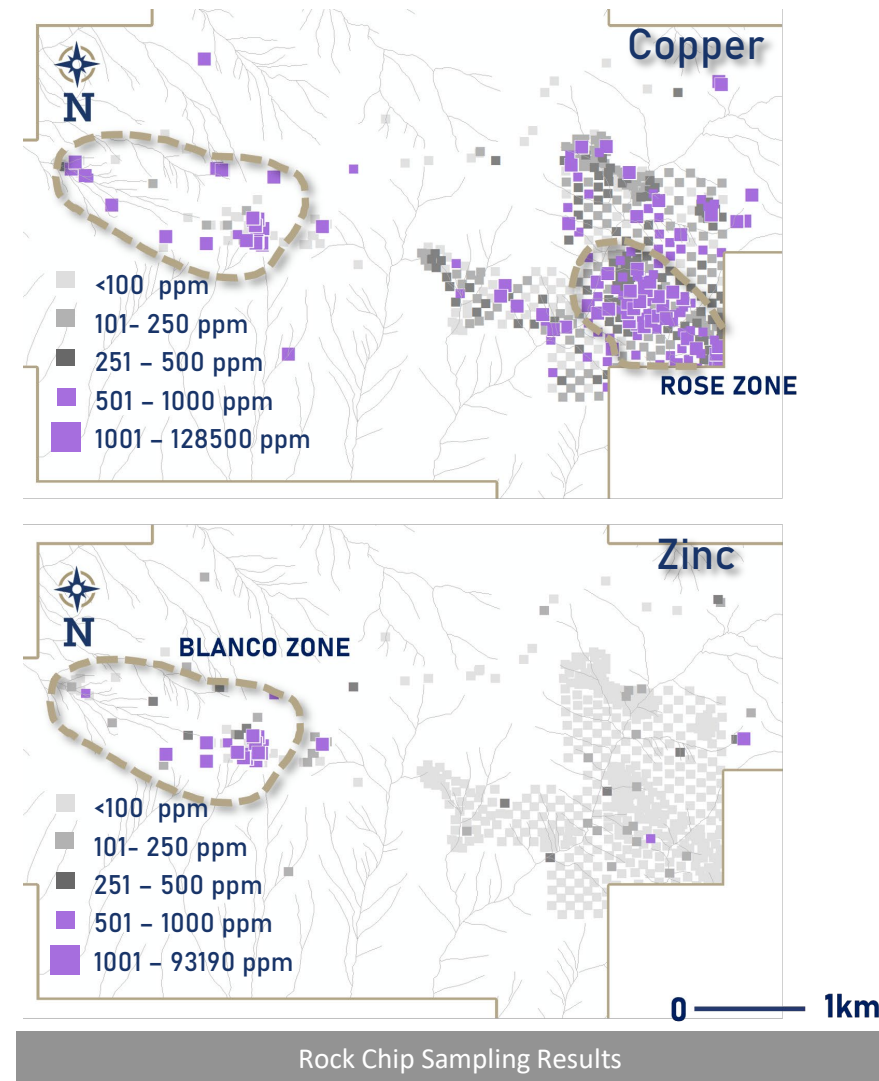 Copper
N
<100 ppm
101- 250 ppm
251 – 500 ppm
501 – 1000 ppm
1001 – 128500 ppm
ROSE ZONE
Zinc
N
BLANCO ZONE
<100 ppm
101- 250 ppm
251 – 500 ppm
501 – 1000 ppm
1001 – 93190 ppm
0 1km
Rock Chip Sampling Results